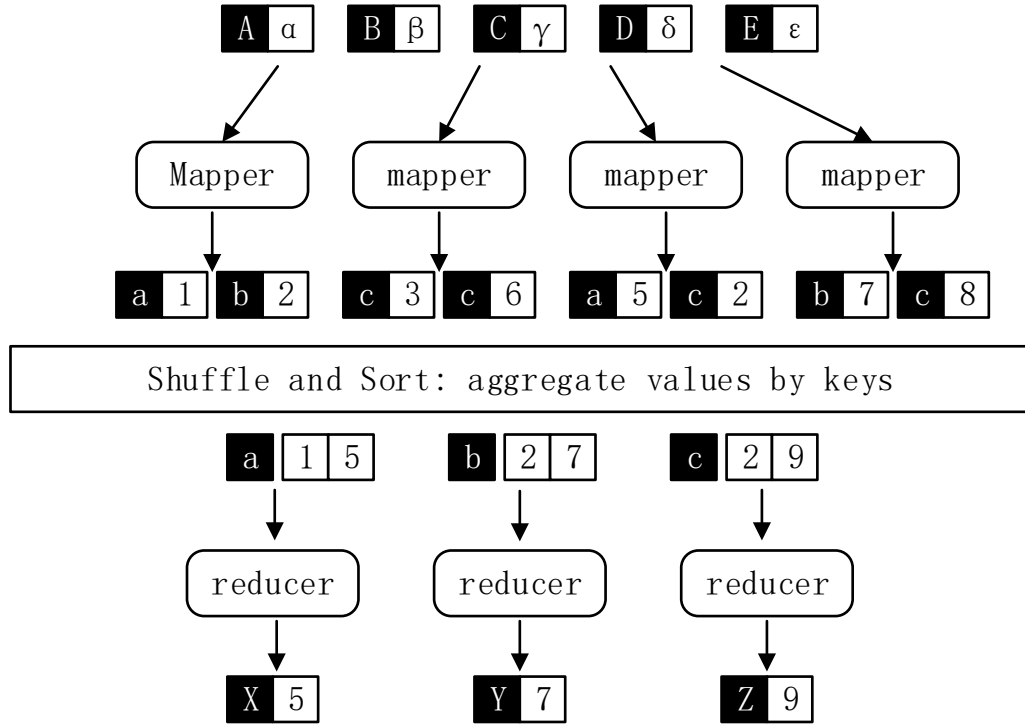 A α B β C γ D δ E ε
Mapper mapper mapper mapper
a 1 b 2 c 3 c 6 a 5 c 2 b 7 c 8
Shuffle and Sort: aggregate values by keys
a 1 5 b 2 7 c 2 9
reducer reducer reducer
X 5 Y 7 Z 9